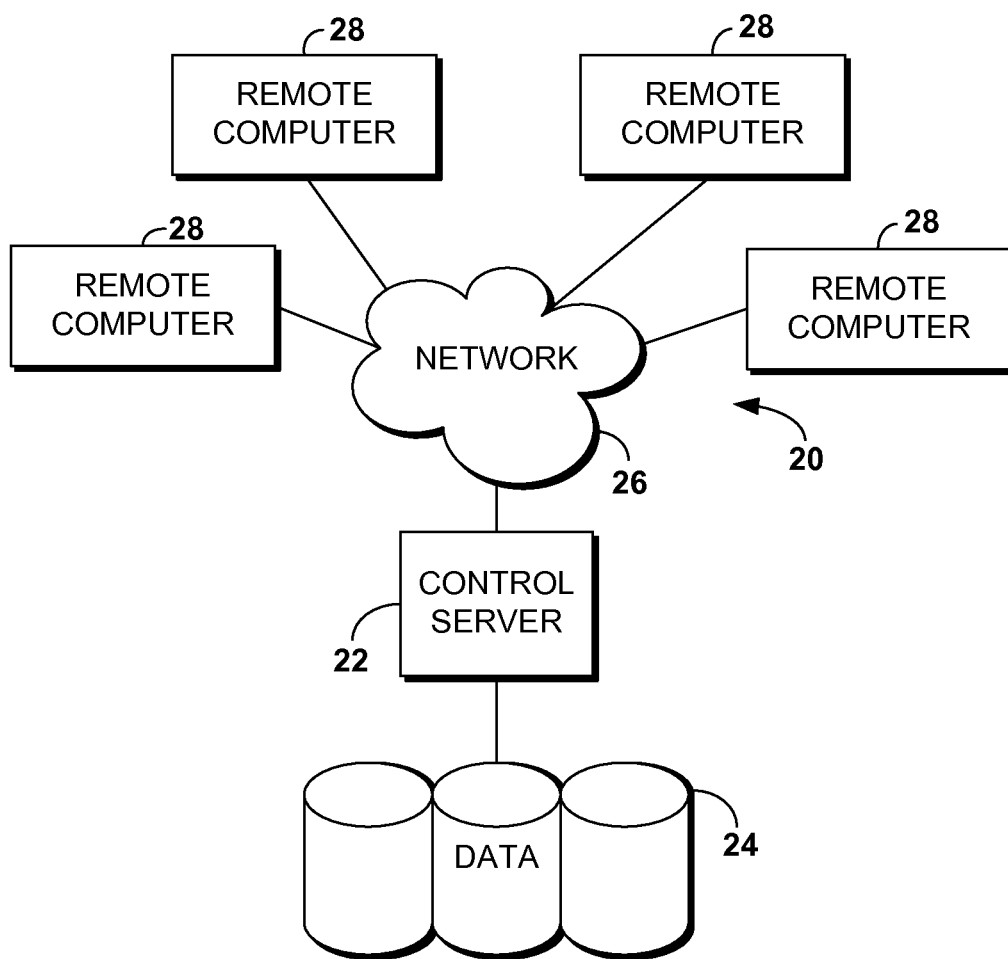 28
REMOTE
COMPUTER
28
REMOTE
COMPUTER
28
REMOTE
COMPUTER
28
REMOTE
COMPUTER
NETWORK
20
26
CONTROL
SERVER
22
DATA
24